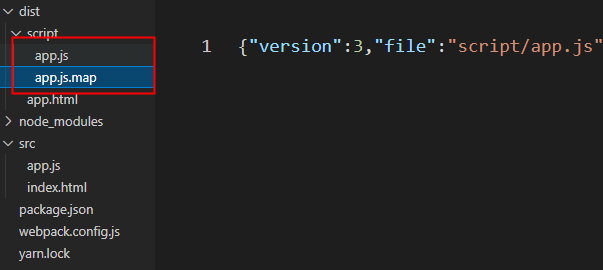 dist
script
app.js
app.js.map
app.html
node_modules
src
app.js
index.html
package.json
webpack.config.js
yarn.lock
1 {"version":3,"file":"script/app.js"